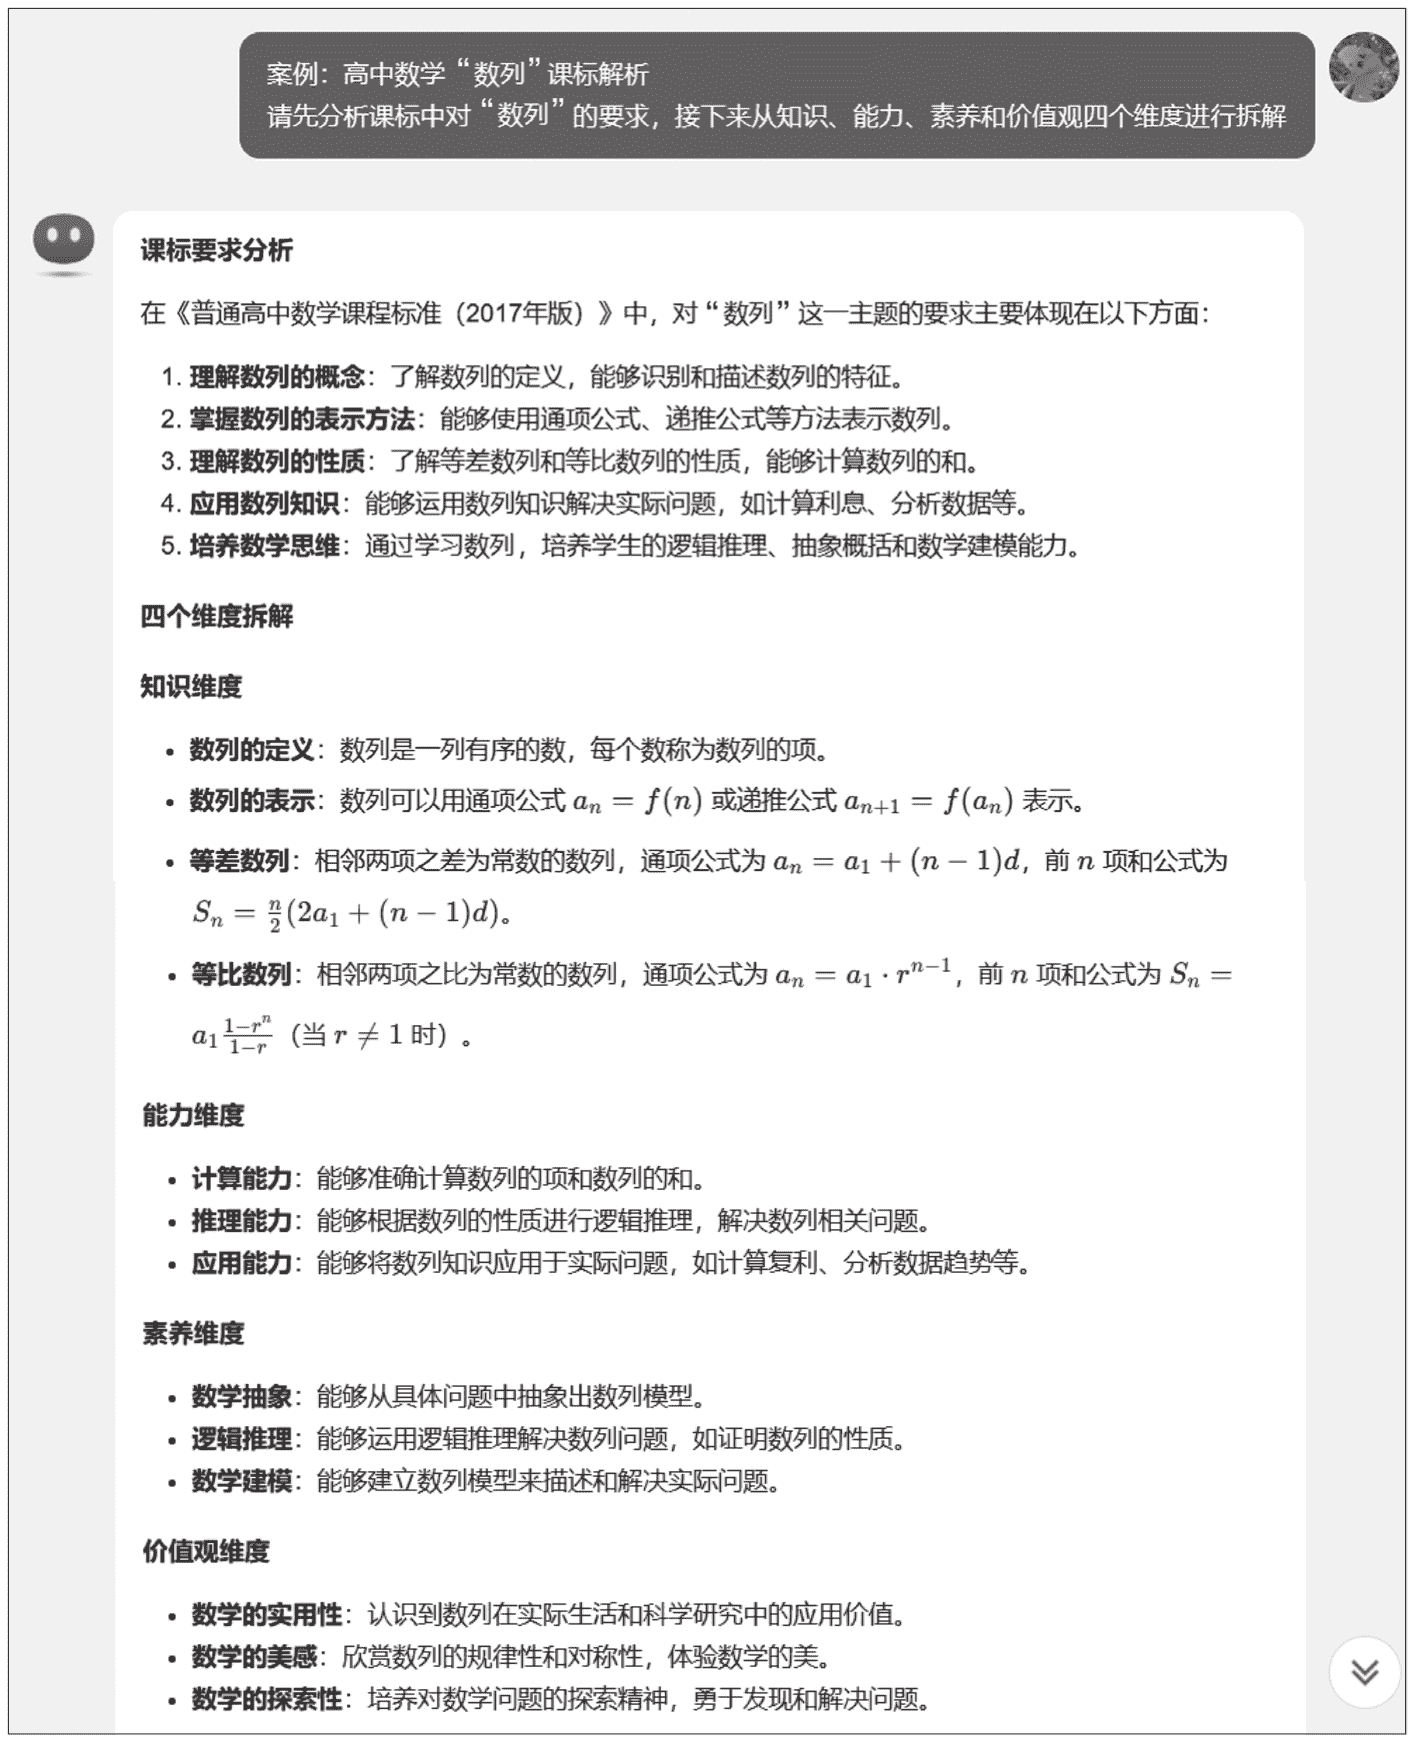 案例：高中数学“数列”课标解析
请先分析课标中对“数列”的要求，接下来从知识、能力、素养和价值观四个维度进行拆解
课标要求分析
在《普通高中数学课程标准（2017年版）》中，对“数列”这一主题的要求主要体现在以下方面：
1. 理解数列的概念：了解数列的定义，能够识别和描述数列的特征。
2. 掌握数列的表示方法：能够使用通项公式、递推公式等方法表示数列。
3. 理解数列的性质：了解等差数列和等比数列的性质，能够计算数列的和。
4. 应用数列知识：能够运用数列知识解决实际问题，如计算利息、分析数据等。
5. 培养数学思维：通过学习数列，培养学生的逻辑推理、抽象概括和数学建模能力。
四个维度拆解
知识维度
• 数列的定义：数列是一列有序的数，每个数称为数列的项。
• 数列的表示：数列可以用通项公式 $a_n = f(n)$ 或递推公式 $a_{n+1} = f(a_n)$ 表示。
• 等差数列：相邻两项之差为常数的数列，通项公式为 $a_n = a_1 + (n-1)d$，前 $n$ 项和公式为
$S_n = \frac{n}{2}(2a_1 + (n-1)d)$。
• 等比数列：相邻两项之比为常数的数列，通项公式为 $a_n = a_1 \cdot r^{n-1}$，前 $n$ 项和公式为 $S_n =$
$a_1\frac{1-r^n}{1-r}$（当 $r \neq 1$ 时）。
能力维度
• 计算能力：能够准确计算数列的项和数列的和。
• 推理能力：能够根据数列的性质进行逻辑推理，解决数列相关问题。
• 应用能力：能够将数列知识应用于实际问题，如计算复利、分析数据趋势等。
素养维度
• 数学抽象：能够从具体问题中抽象出数列模型。
• 逻辑推理：能够运用逻辑推理解决数列问题，如证明数列的性质。
• 数学建模：能够建立数列模型来描述和解决实际问题。
价值观维度
• 数学的实用性：认识到数列在实际生活和科学研究中的应用价值。
• 数学的美感：欣赏数列的规律性和对称性，体验数学的美。
• 数学的探索性：培养对数学问题的探索精神，勇于发现和解决问题。